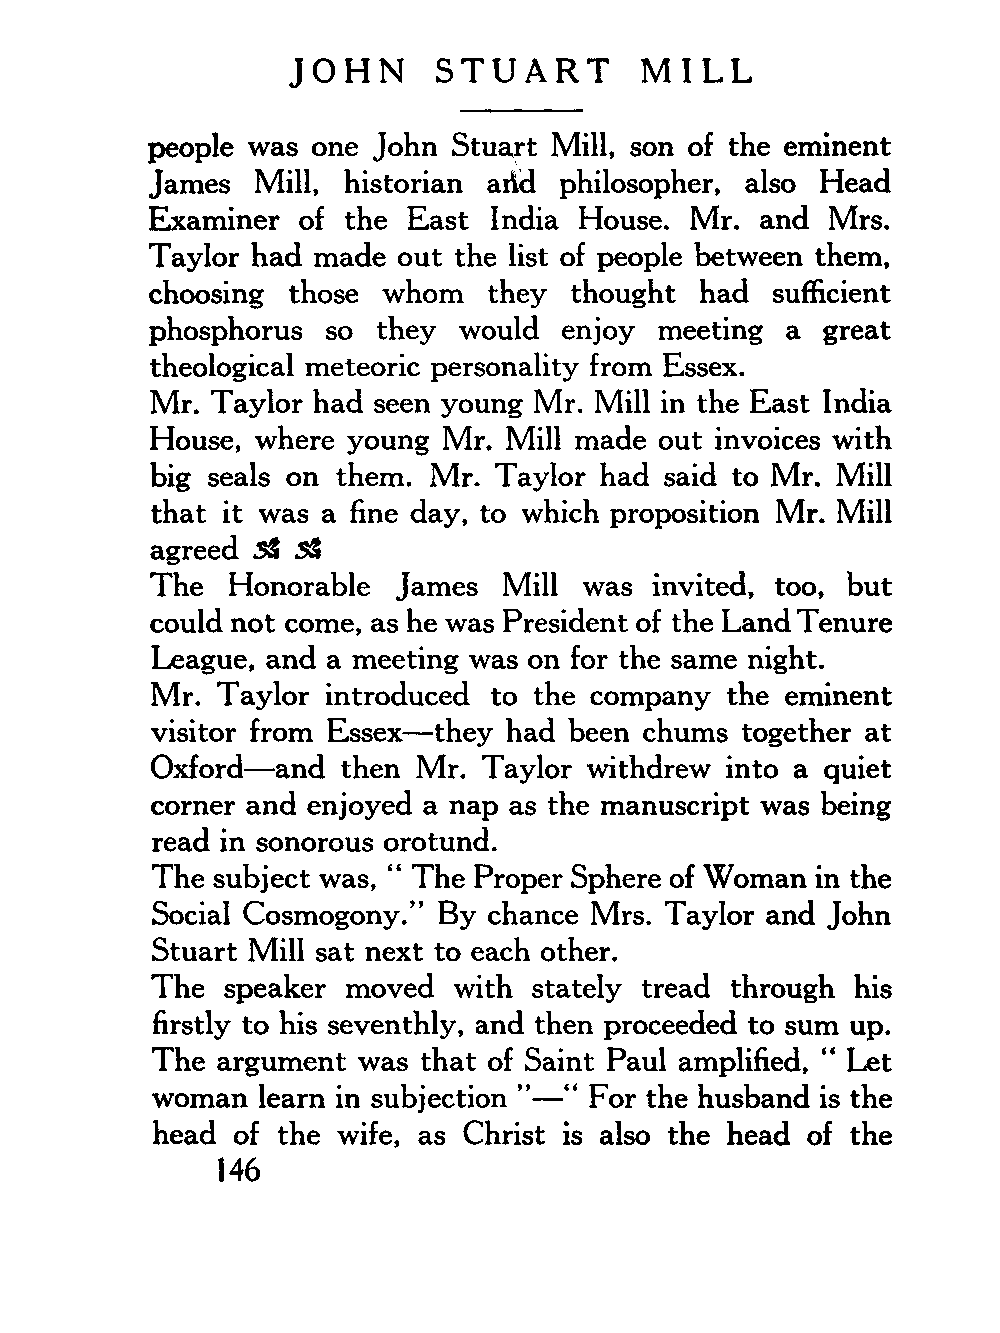 JOHN STUART MILL
people was one John Stuart Mill, son of the eminent
James Mill, historian and philosopher, also Head
Examiner of the East India House. Mr. and Mrs.
Taylor had made out the list of people between them,
choosing those whom they thought had sufficient
phosphorus so they would enjoy meeting a great
theological meteoric personality from Essex.
Mr. Taylor had seen young Mr. Mill in the East India
House, where young Mr. Mill made out invoices with
big seals on them. Mr. Taylor had said to Mr. Mill
that it was a fine day, to which proposition Mr. Mill
agreed
The Honorable James Mill was invited, too, but
could not come, as he was President of the Land Tenure
League, and a meeting was on for the same night.
Mr. Taylor introduced to the company the eminent
visitor from Essex—they had been chums together at
Oxford—and then Mr. Taylor withdrew into a quiet
corner and enjoyed a nap as the manuscript was being
read in sonorous orotund.
The subject was, “ The Proper Sphere of Woman in the
Social Cosmogony.” By chance Mrs. Taylor and John
Stuart Mill sat next to each other.
The speaker moved with stately tread through his
firstly to his seventhly, and then proceeded to sum up.
The argument was that of Saint Paul amplified, “ Let
woman learn in subjection ”—“ For the husband is the
head of the wife, as Christ is also the head of the
146